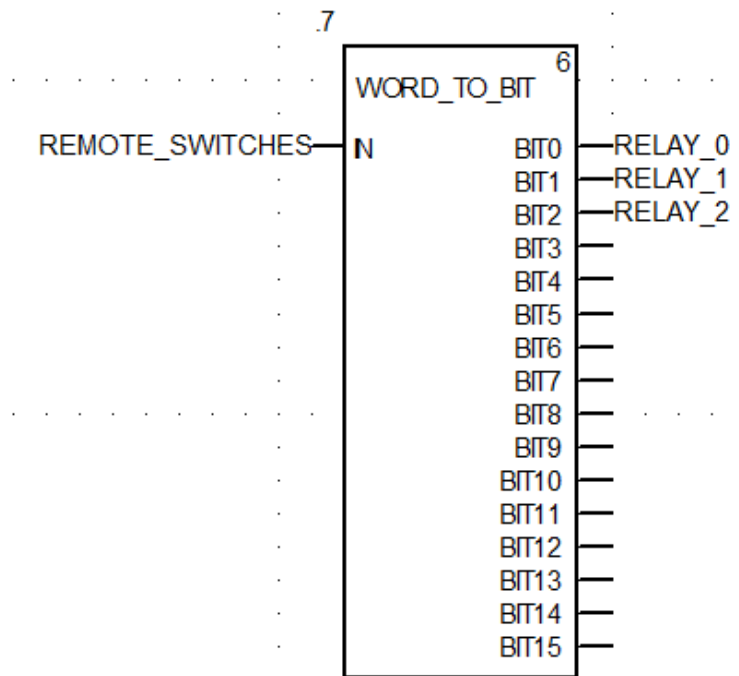 .7
6
WORD_TO_BIT
REMOTE_SWITCHES IN BIT0 RELAY_0
BIT1 RELAY_1
BIT2 RELAY_2
BIT3
BIT4
BIT5
BIT6
BIT7
BIT8
BIT9
BIT10
BIT11
BIT12
BIT13
BIT14
BIT15